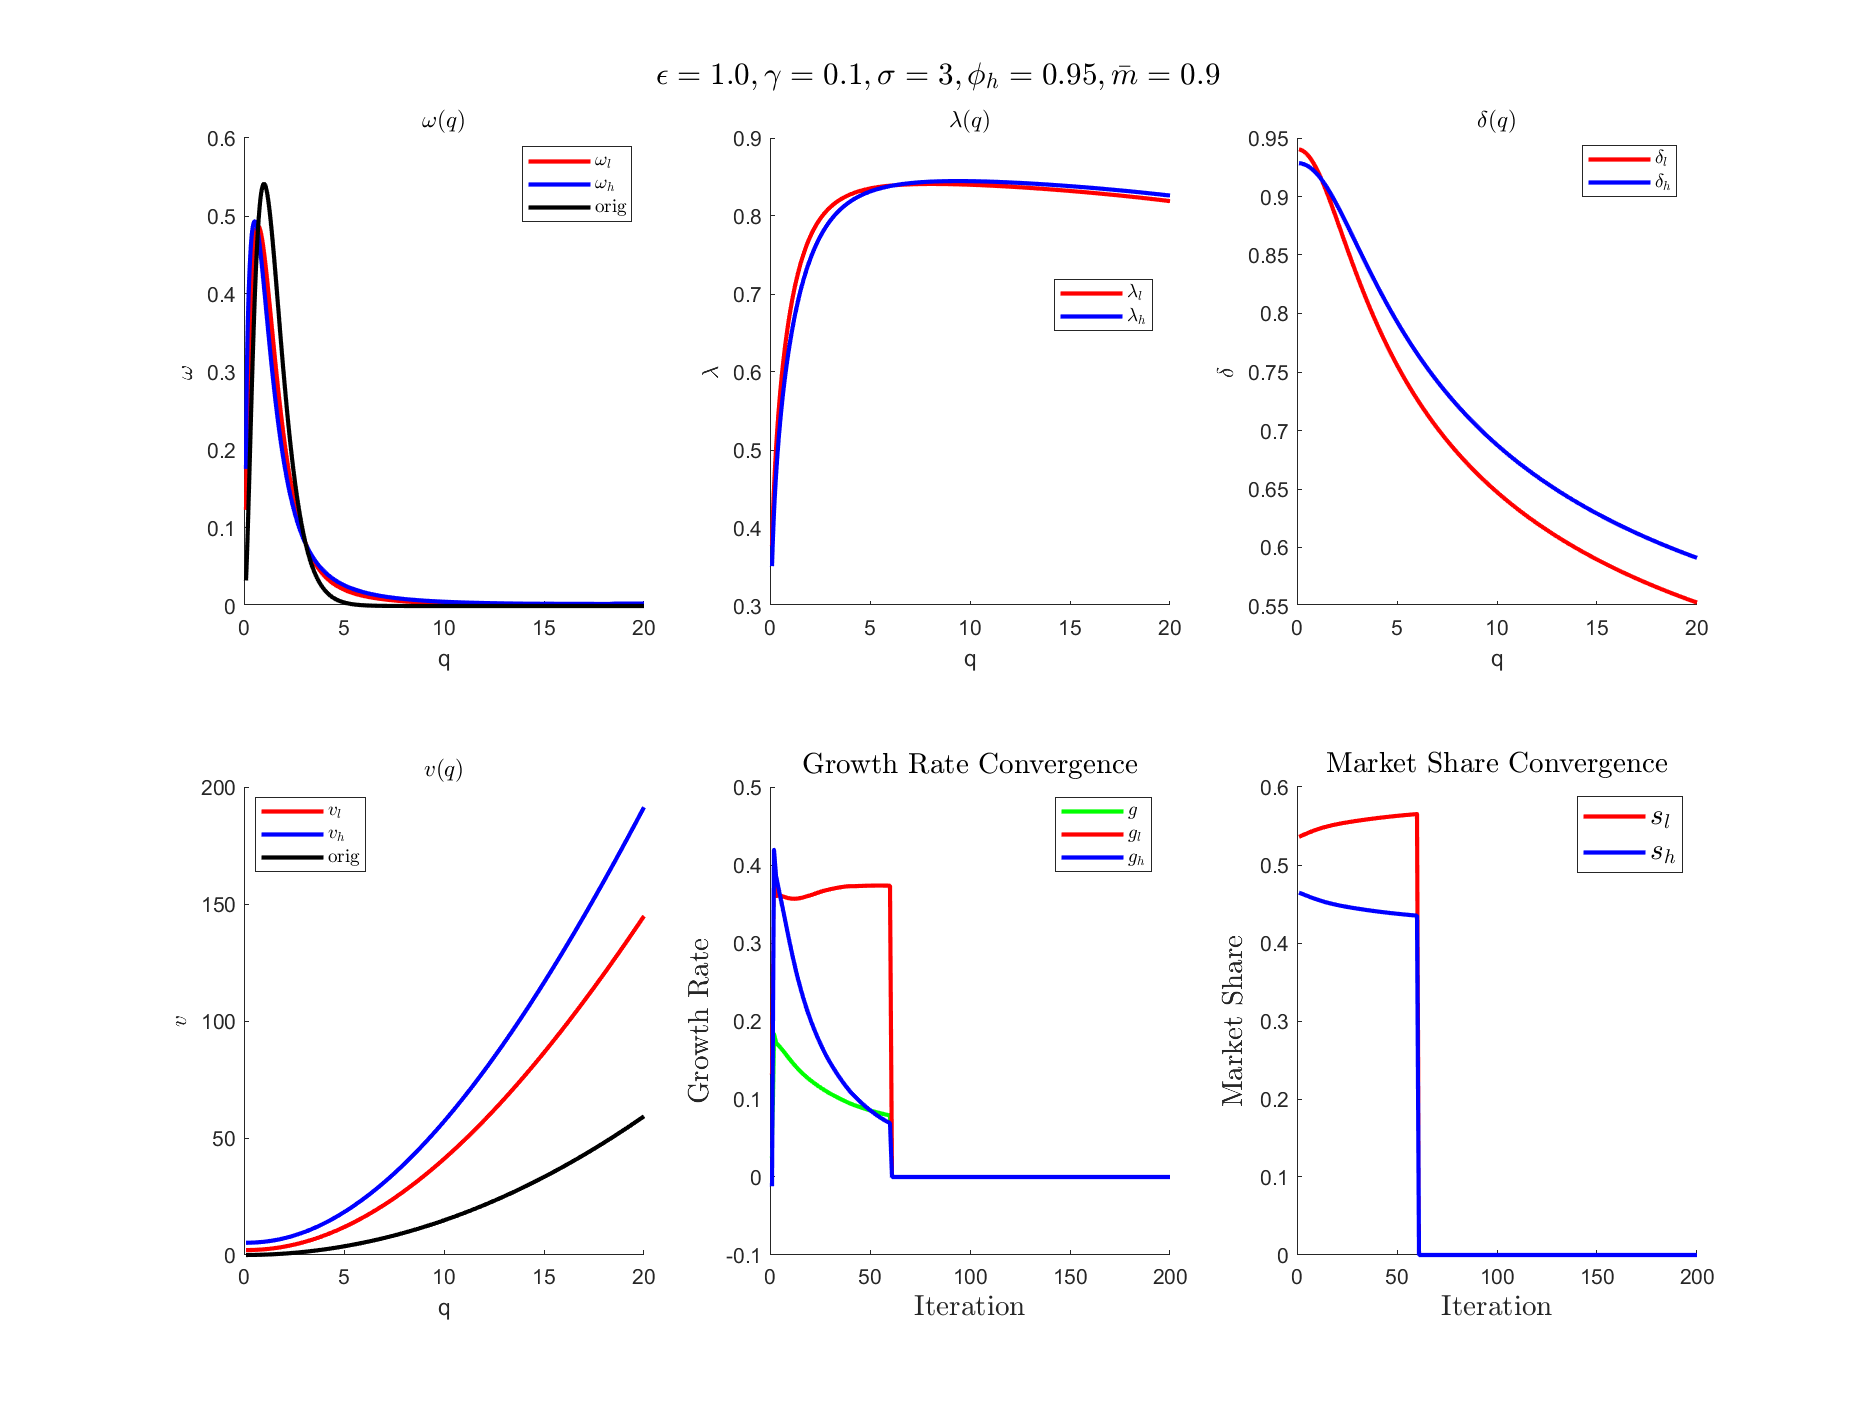 ϵ = 1.0, γ = 0.1, σ = 3, ϕ_h = 0.95, m̄ = 0.9
ω(q)
0.6
0.5
0.4
0.3
0.2
0.1
0
ω
0 5 10 15 20
q
ω_l
ω_h
orig
λ(q)
0.9
0.8
0.7
0.6
0.5
0.4
0.3
λ
0 5 10 15 20
q
λ_l
λ_h
δ(q)
0.95
0.9
0.85
0.8
0.75
0.7
0.65
0.6
0.55
δ
0 5 10 15 20
q
δ_l
δ_h
v(q)
200
150
100
50
0
v
0 5 10 15 20
q
v_l
v_h
orig
Growth Rate Convergence
0.5
0.4
0.3
0.2
0.1
0
-0.1
Growth Rate
0 50 100 150 200
Iteration
g
g_l
g_h
Market Share Convergence
0.6
0.5
0.4
0.3
0.2
0.1
0
Market Share
0 50 100 150 200
Iteration
s_l
s_h